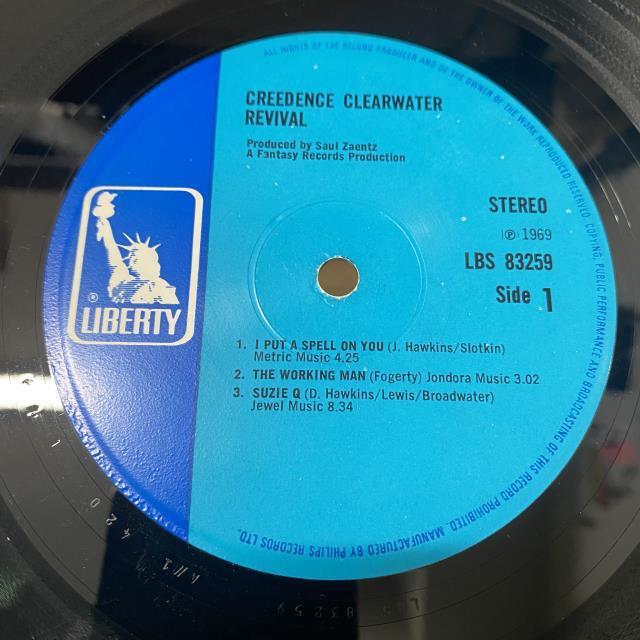 ALL RIGHTS OF THE RECORD PRODUCER AND OF THE OWNER OF THE WORK REPRODUCED RESERVED. COPYING, PUBLIC PERFORMANCE AND BROADCASTING OF THIS RECORD PROHIBITED. MANUFACTURED BY PHILIPS RECORDS LTD.
CREEDENCE CLEARWATER
REVIVAL
Produced by Saul Zaentz
A Fantasy Records Production
STEREO
Ⓟ 1969
LBS 83259
Side 1
® LIBERTY
1. I PUT A SPELL ON YOU (J. Hawkins/Slotkin)
Metric Music 4.25
2. THE WORKING MAN (Fogerty) Jondora Music 3.02
3. SUZIE Q (D. Hawkins/Lewis/Broadwater)
Jewel Music 8.34
420
LBS 83259